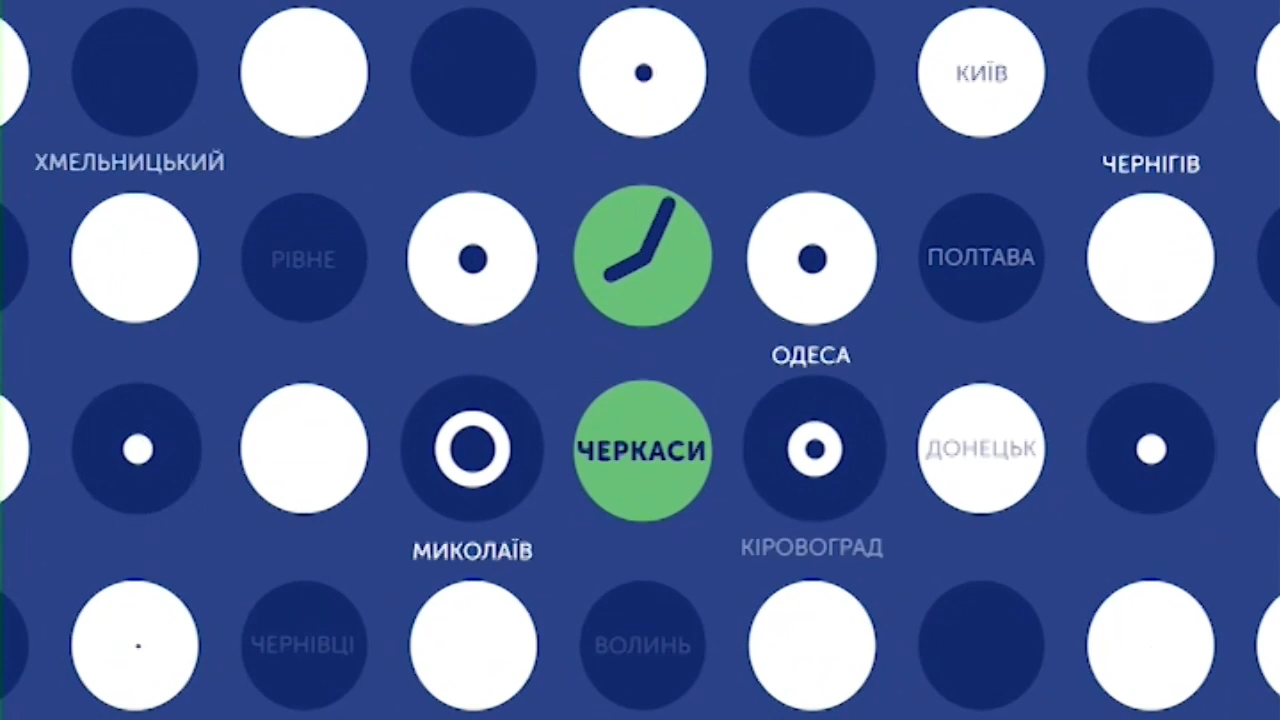 КИЇВ
ХМЕЛЬНИЦЬКИЙ
ЧЕРНІГІВ
РІВНЕ
ПОЛТАВА
ОДЕСА
ЧЕРКАСИ
ДОНЕЦЬК
МИКОЛАЇВ
КІРОВОГРАД
ЧЕРНІВЦІ
ВОЛИНЬ